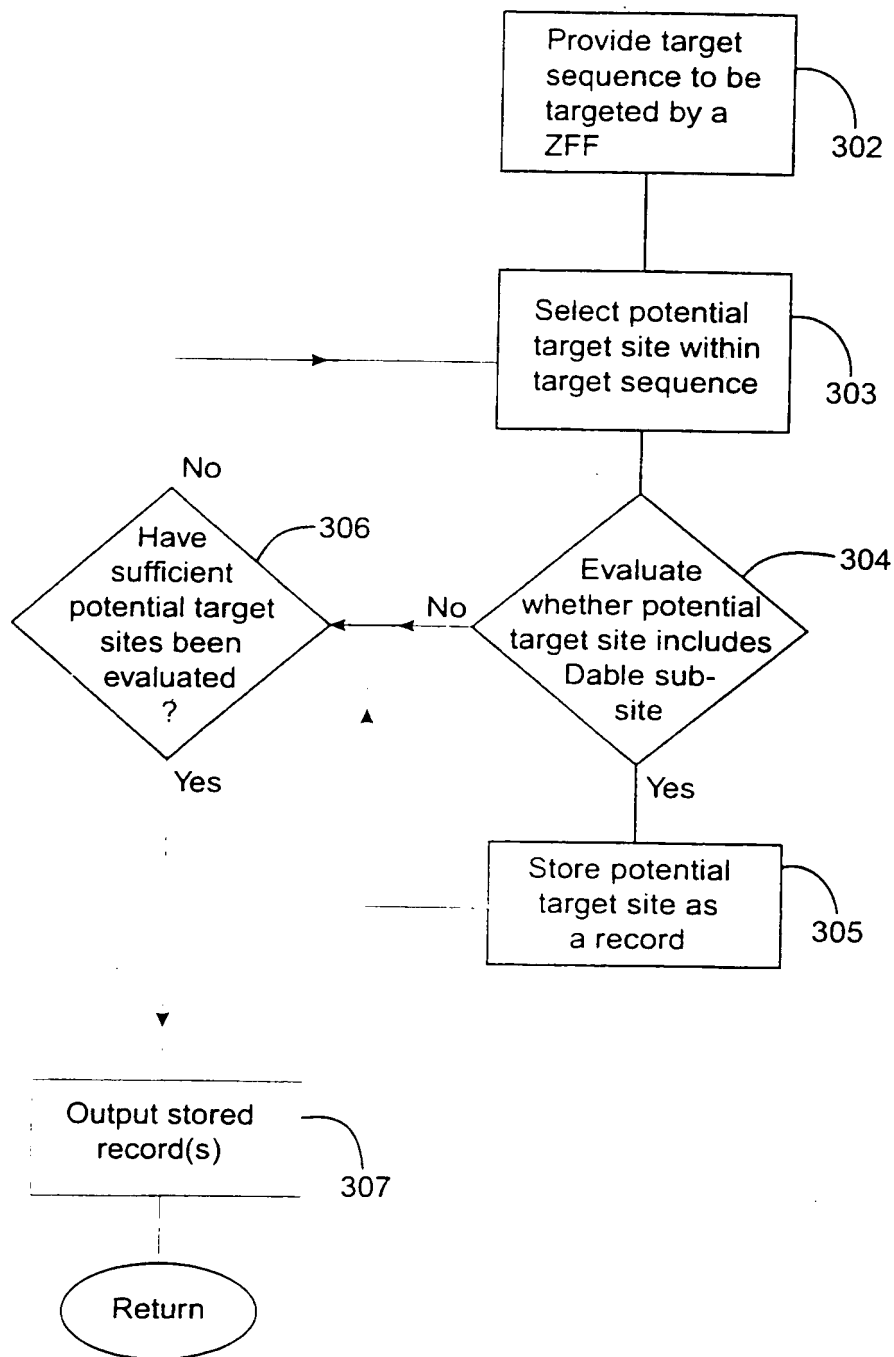 Provide target
sequence to be
targeted by a
ZFF
302
Select potential
target site within
target sequence
303
No
Have
sufficient
potential target
sites been
evaluated
?
306
Yes
No
Evaluate
whether potential
target site includes
Dable sub-
site
304
Yes
Store potential
target site as
a record
305
Output stored
record(s)
307
Return